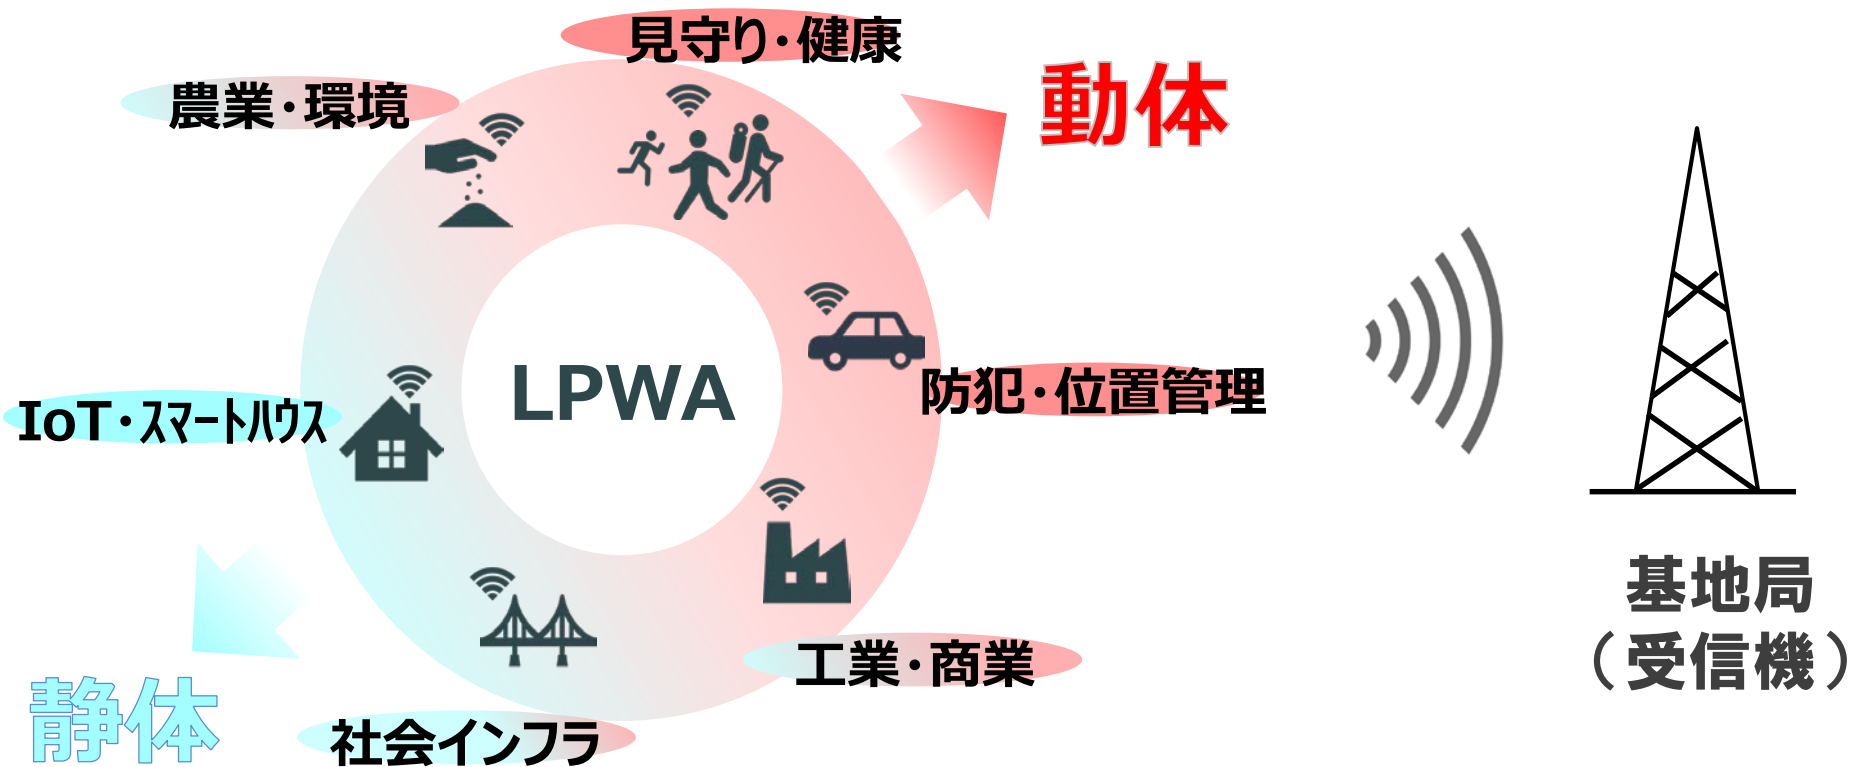 見守り・健康
農業・環境
動体
LPWA
防犯・位置管理
IoT・スマートハウス
基地局
（受信機）
工業・商業
静体
社会インフラ